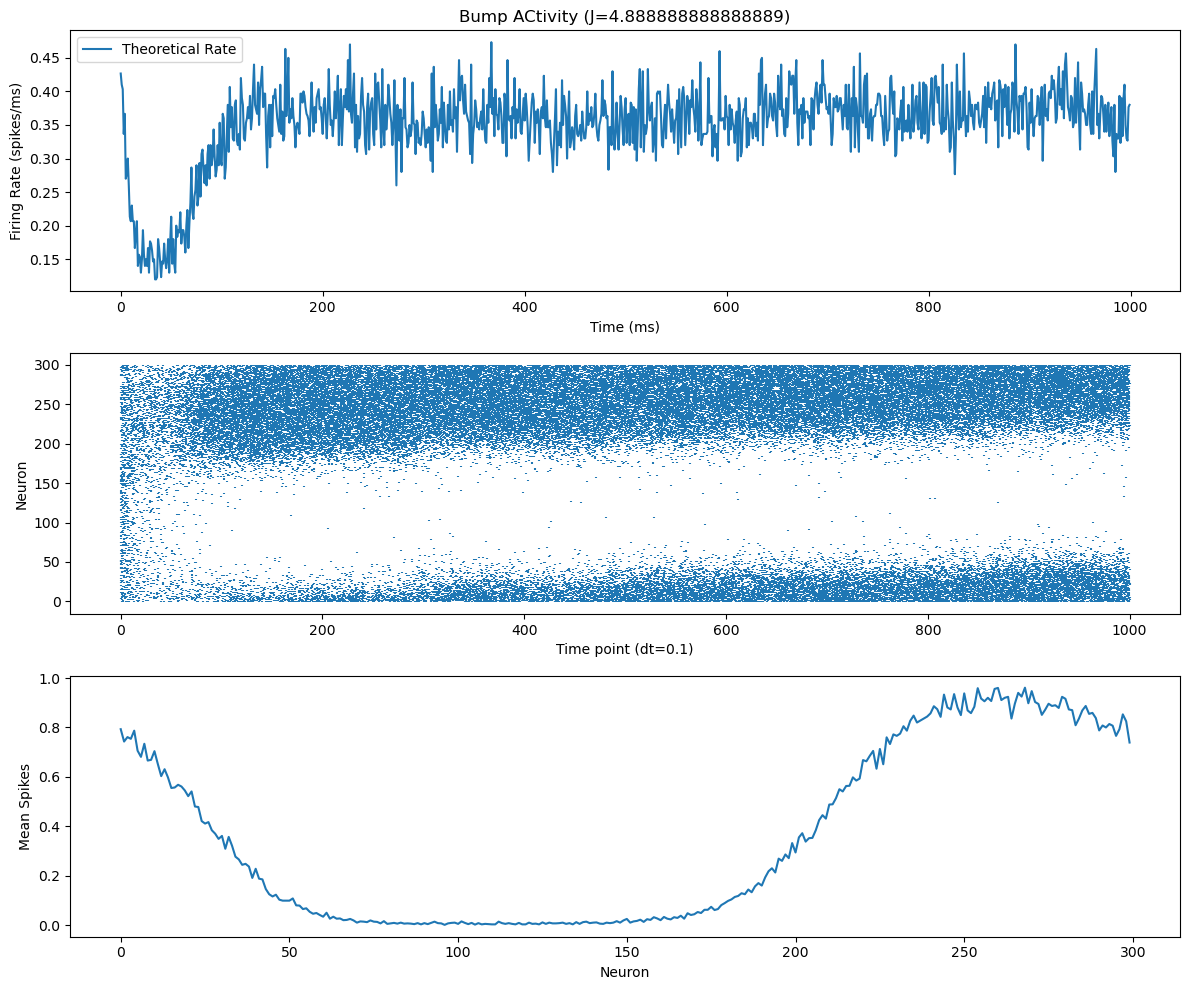 Bump ACtivity (J=4.888888888888889)
Theoretical Rate
Firing Rate (spikes/ms)
0.45
0.40
0.35
0.30
0.25
0.20
0.15
0 200 400 600 800 1000
Time (ms)
Neuron
300
250
200
150
100
50
0
0 200 400 600 800 1000
Time point (dt=0.1)
Mean Spikes
1.0
0.8
0.6
0.4
0.2
0.0
0 50 100 150 200 250 300
Neuron